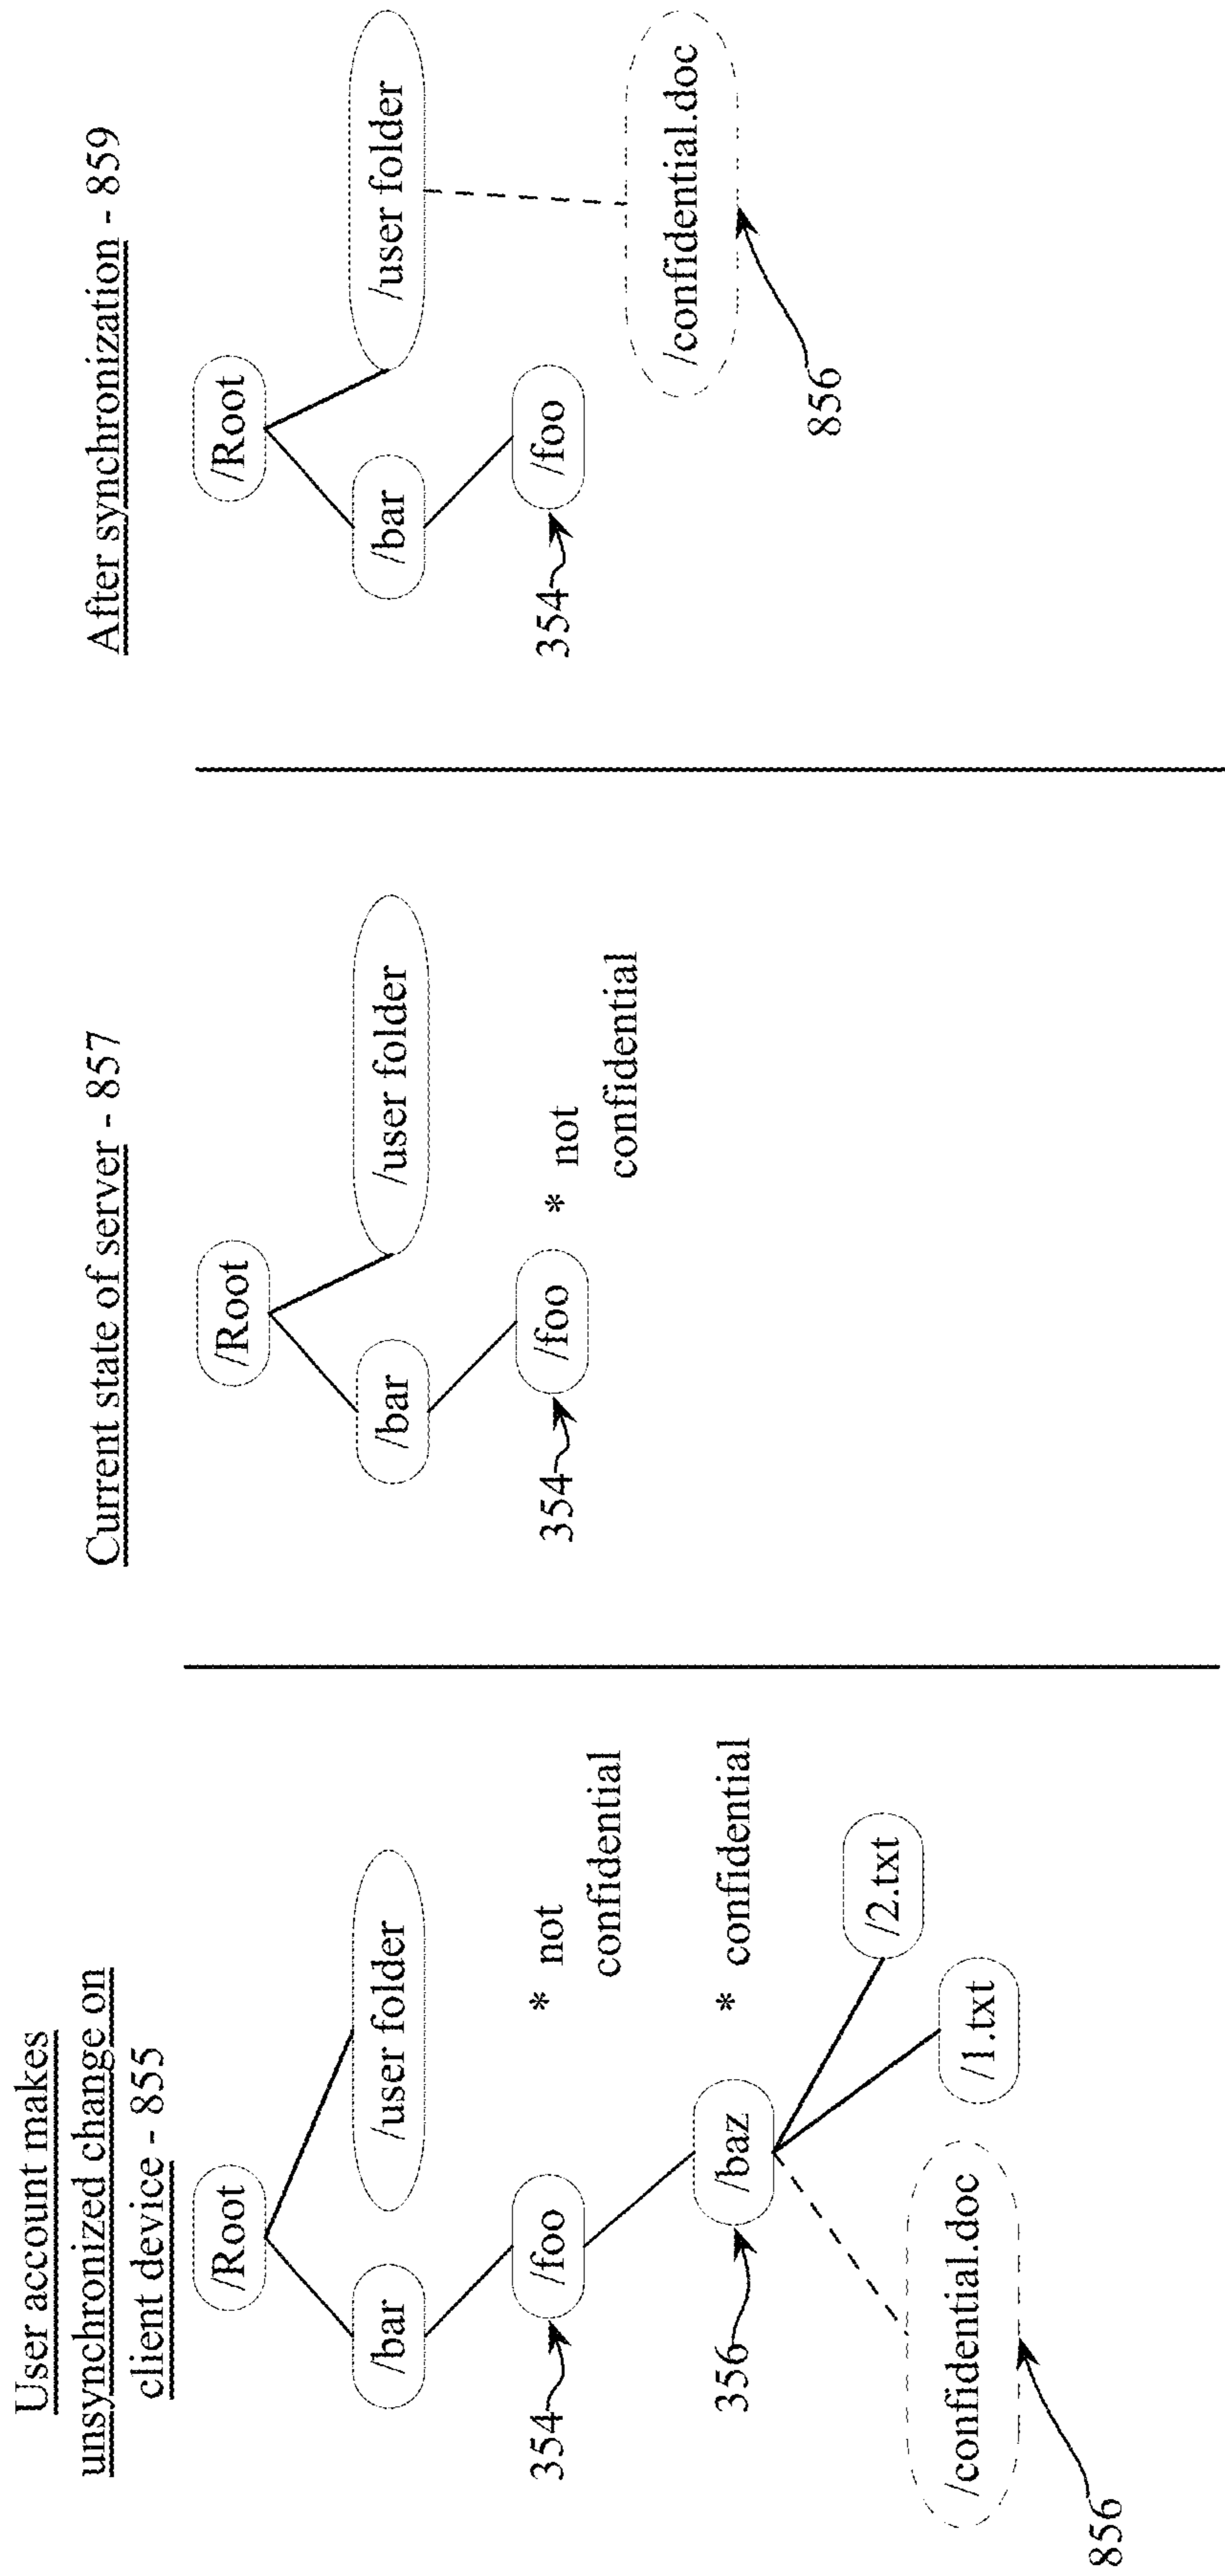 User account makes
unsynchronized change on
client device - 855
/Root
/bar
/user folder
354
/foo
* not
confidential
356
/baz
* confidential
/confidential.doc
/1.txt
/2.txt
856
Current state of server - 857
/Root
/bar
/user folder
354
/foo
* not
confidential
After synchronization - 859
/Root
/bar
/user folder
354
/foo
/confidential.doc
856